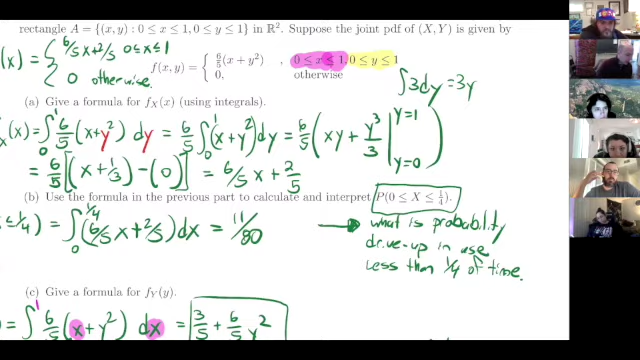 rectangle A = {(x, y) : 0 ≤ x ≤ 1, 0 ≤ y ≤ 1} in ℝ². Suppose the joint pdf of (X, Y) is given by
(x) = { 6/5 x + 2/5 0 ≤ x ≤ 1
0 otherwise.
f(x, y) = { 6/5 (x + y²) , 0 ≤ x ≤ 1, 0 ≤ y ≤ 1
0, otherwise
∫ 3 dy = 3y
(a) Give a formula for f_X(x) (using integrals)
x(x) = ∫₀¹ 6/5 (x + y²) dy = 6/5 ∫₀¹ (x + y²) dy = 6/5 ( xy + y³/3 | y=1 y=0 )
= 6/5 [ (x + 1/3) - (0) ] = 6/5 x + 2/5
(b) Use the formula in the previous part to calculate and interpret P(0 ≤ X ≤ 1/4).
≤ 1/4) = ∫₀^{1/4} (6/5 x + 2/5) dx = 11/80
→ what is probability
drive-up in use
less than 1/4 of time.
(c) Give a formula for f_Y(y).
= ∫ 1 6/5 (x + y²) dx = 3/5 + 6/5 y²